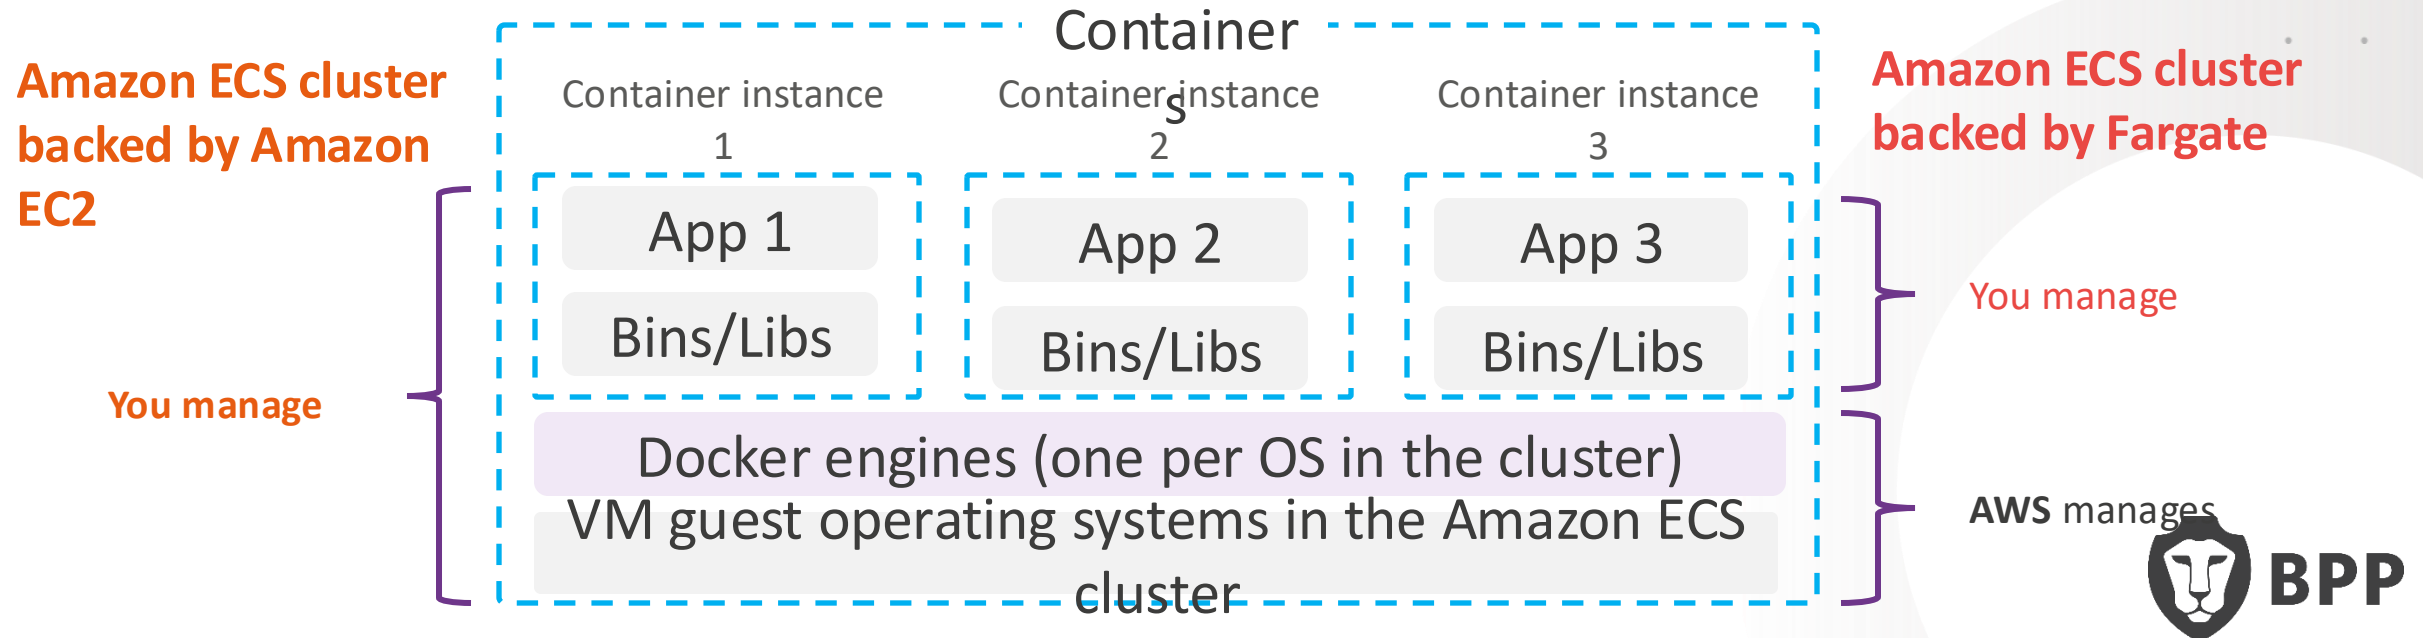 Amazon ECS cluster
backed by Amazon
EC2
You manage
Container
s
Container instance
1
Container instance
2
Container instance
3
App 1
Bins/Libs
App 2
Bins/Libs
App 3
Bins/Libs
Docker engines (one per OS in the cluster)
VM guest operating systems in the Amazon ECS
cluster
Amazon ECS cluster
backed by Fargate
You manage
AWS manages
BPP